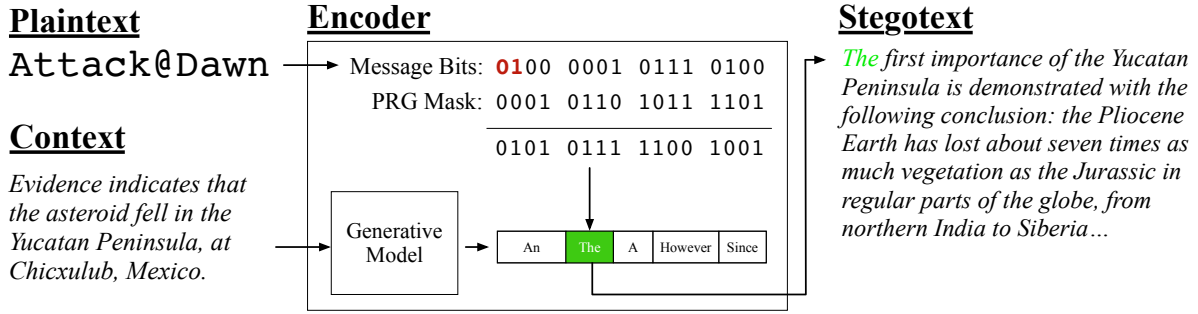 Plaintext
Attack@Dawn
Context
Evidence indicates that
the asteroid fell in the
Yucatan Peninsula, at
Chicxulub, Mexico.
Encoder
Message Bits: 0100 0001 0111 0100
PRG Mask: 0001 0110 1011 1101
0101 0111 1100 1001
Generative
Model
An The A However Since
Stegotext
The first importance of the Yucatan
Peninsula is demonstrated with the
following conclusion: the Pliocene
Earth has lost about seven times as
much vegetation as the Jurassic in
regular parts of the globe, from
northern India to Siberia…